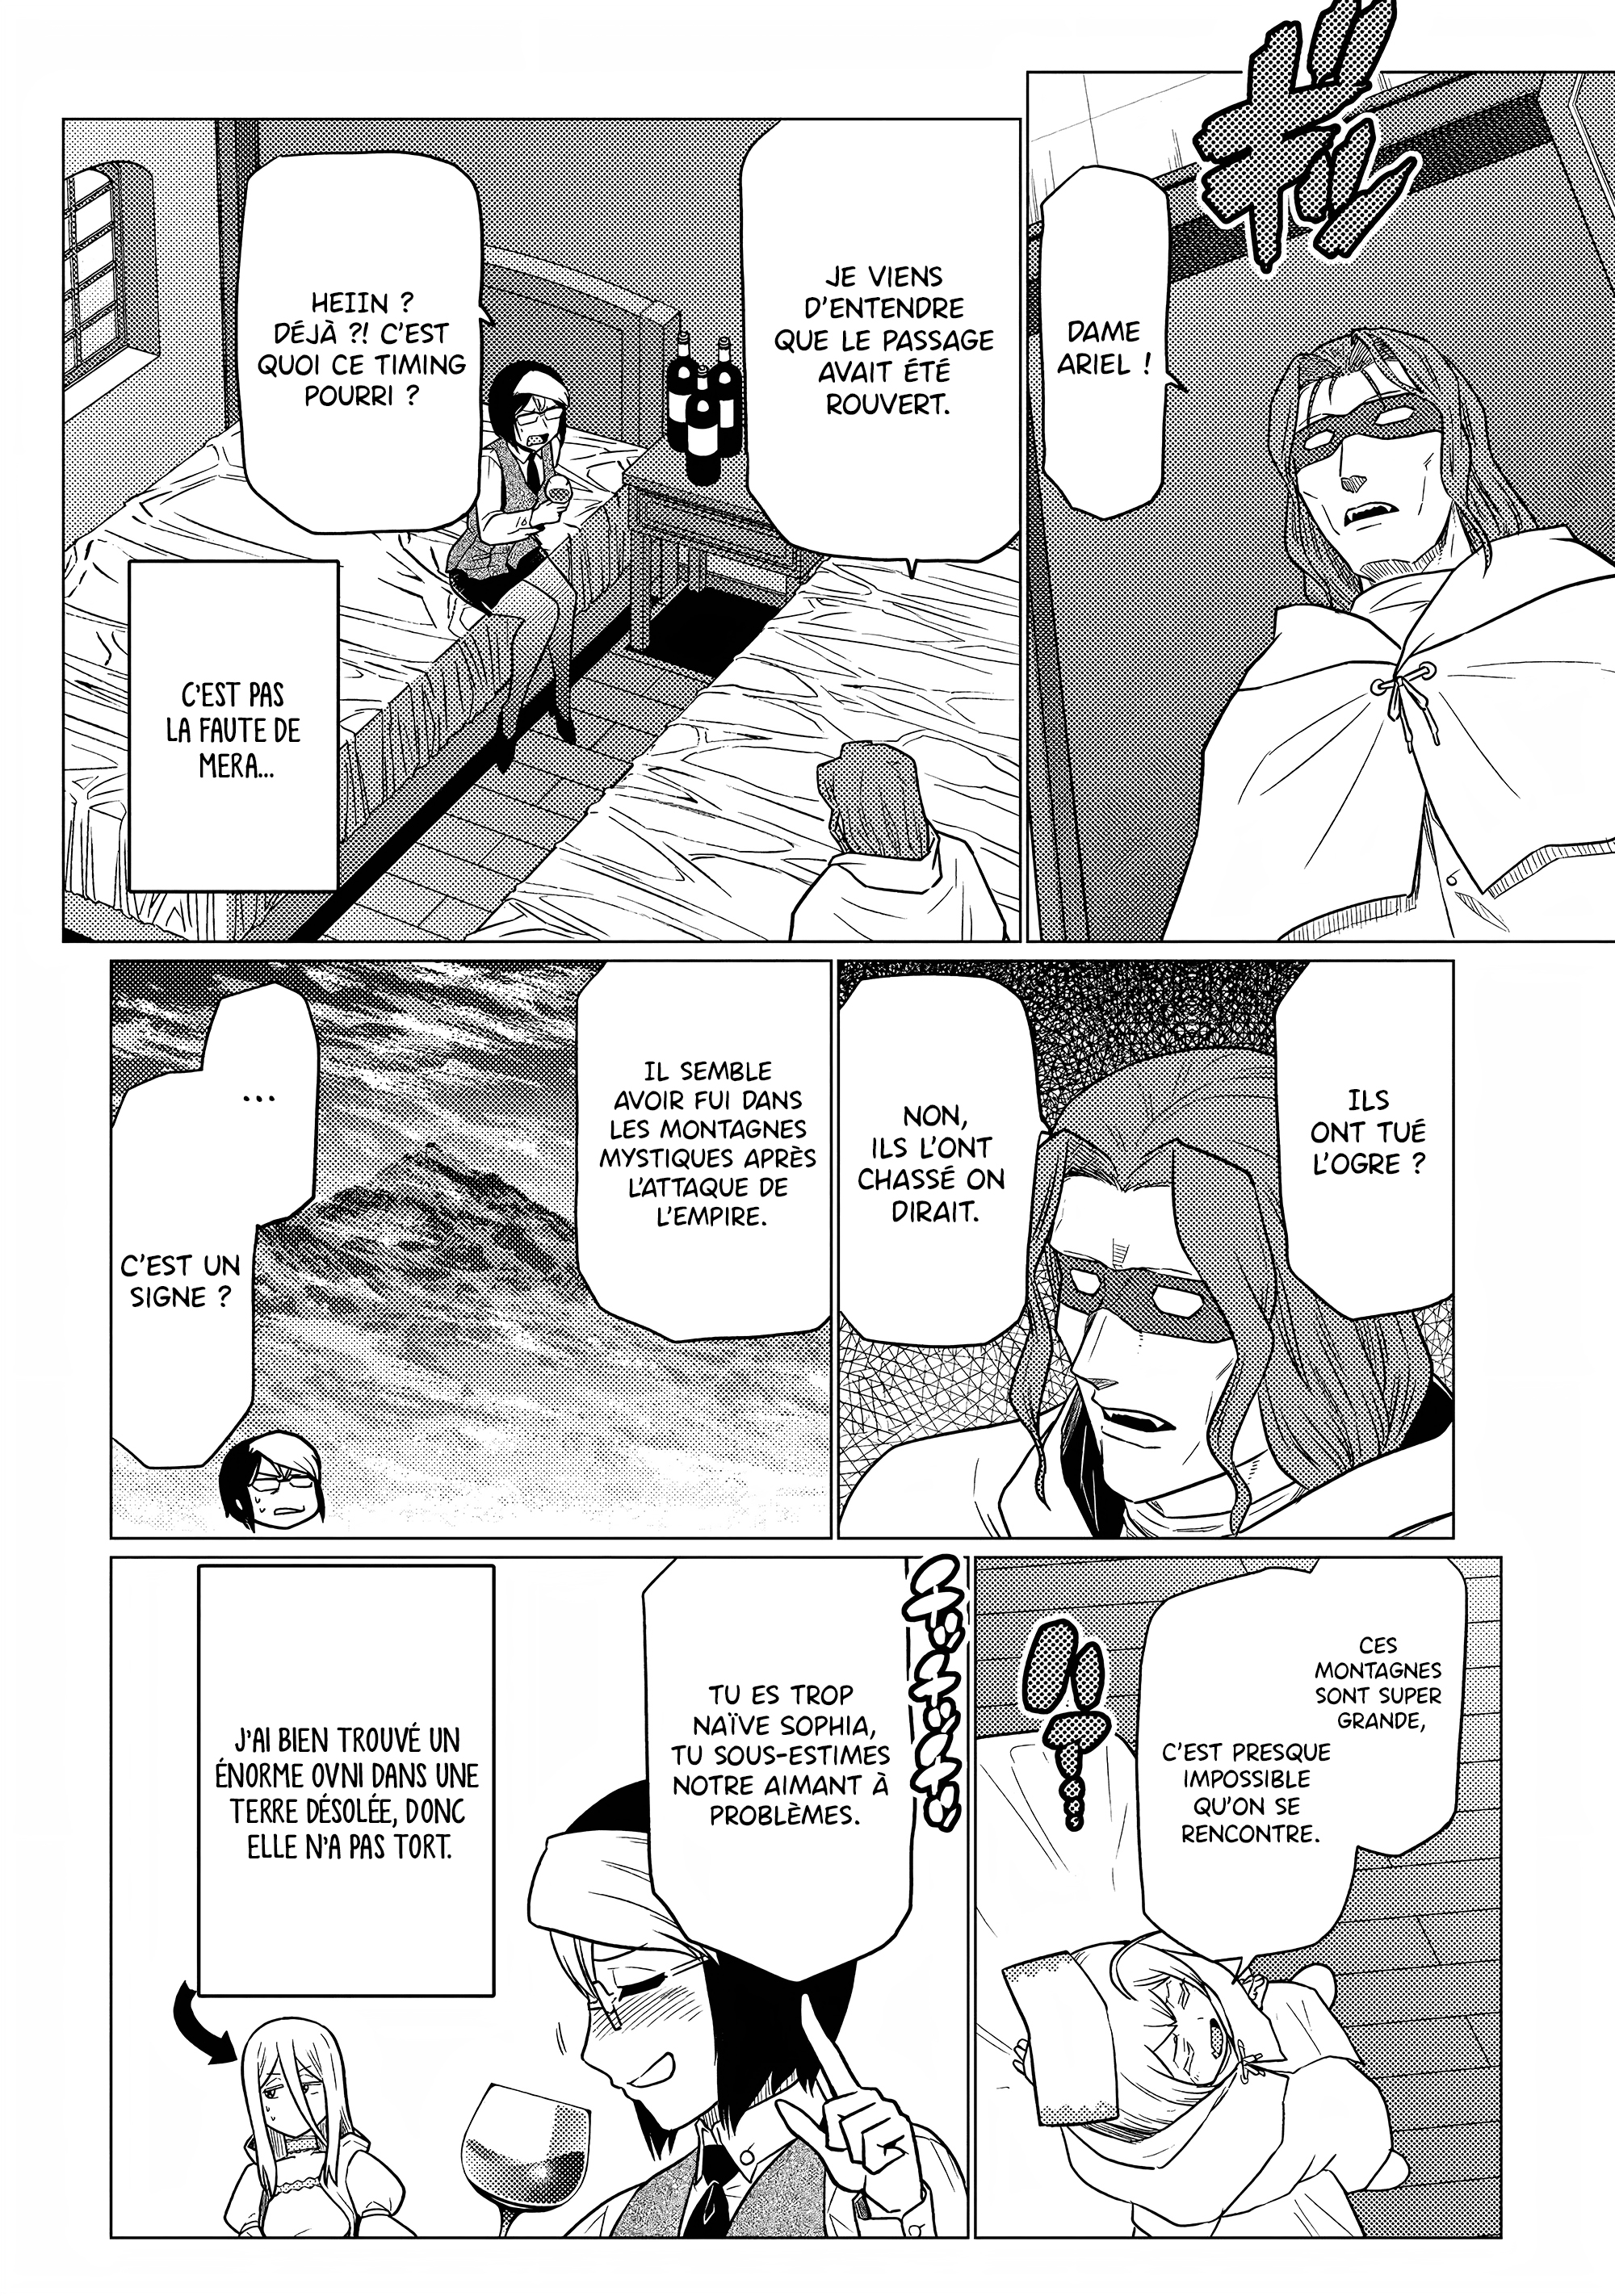 DAME
ARIEL !
JE VIENS
D'ENTENDRE
QUE LE PASSAGE
AVAIT ÉTÉ
ROUVERT.
HEIIN ?
DÉJÀ ?! C'EST
QUOI CE TIMING
POURRI ?
C'EST PAS
LA FAUTE DE
MERA...
ILS
ONT TUÉ
L'OGRE ?
NON,
ILS L'ONT
CHASSÉ ON
DIRAIT.
IL SEMBLE
AVOIR FUI DANS
LES MONTAGNES
MYSTIQUES APRÈS
L'ATTAQUE DE
L'EMPIRE.
...
C'EST UN
SIGNE ?
CES
MONTAGNES
SONT SUPER
GRANDE,
C'EST PRESQUE
IMPOSSIBLE
QU'ON SE
RENCONTRE.
TU ES TROP
NAÏVE SOPHIA,
TU SOUS-ESTIMES
NOTRE AIMANT À
PROBLÈMES.
J'AI BIEN TROUVÉ UN
ÉNORME OVNI DANS UNE
TERRE DÉSOLÉE, DONC
ELLE N'A PAS TORT.